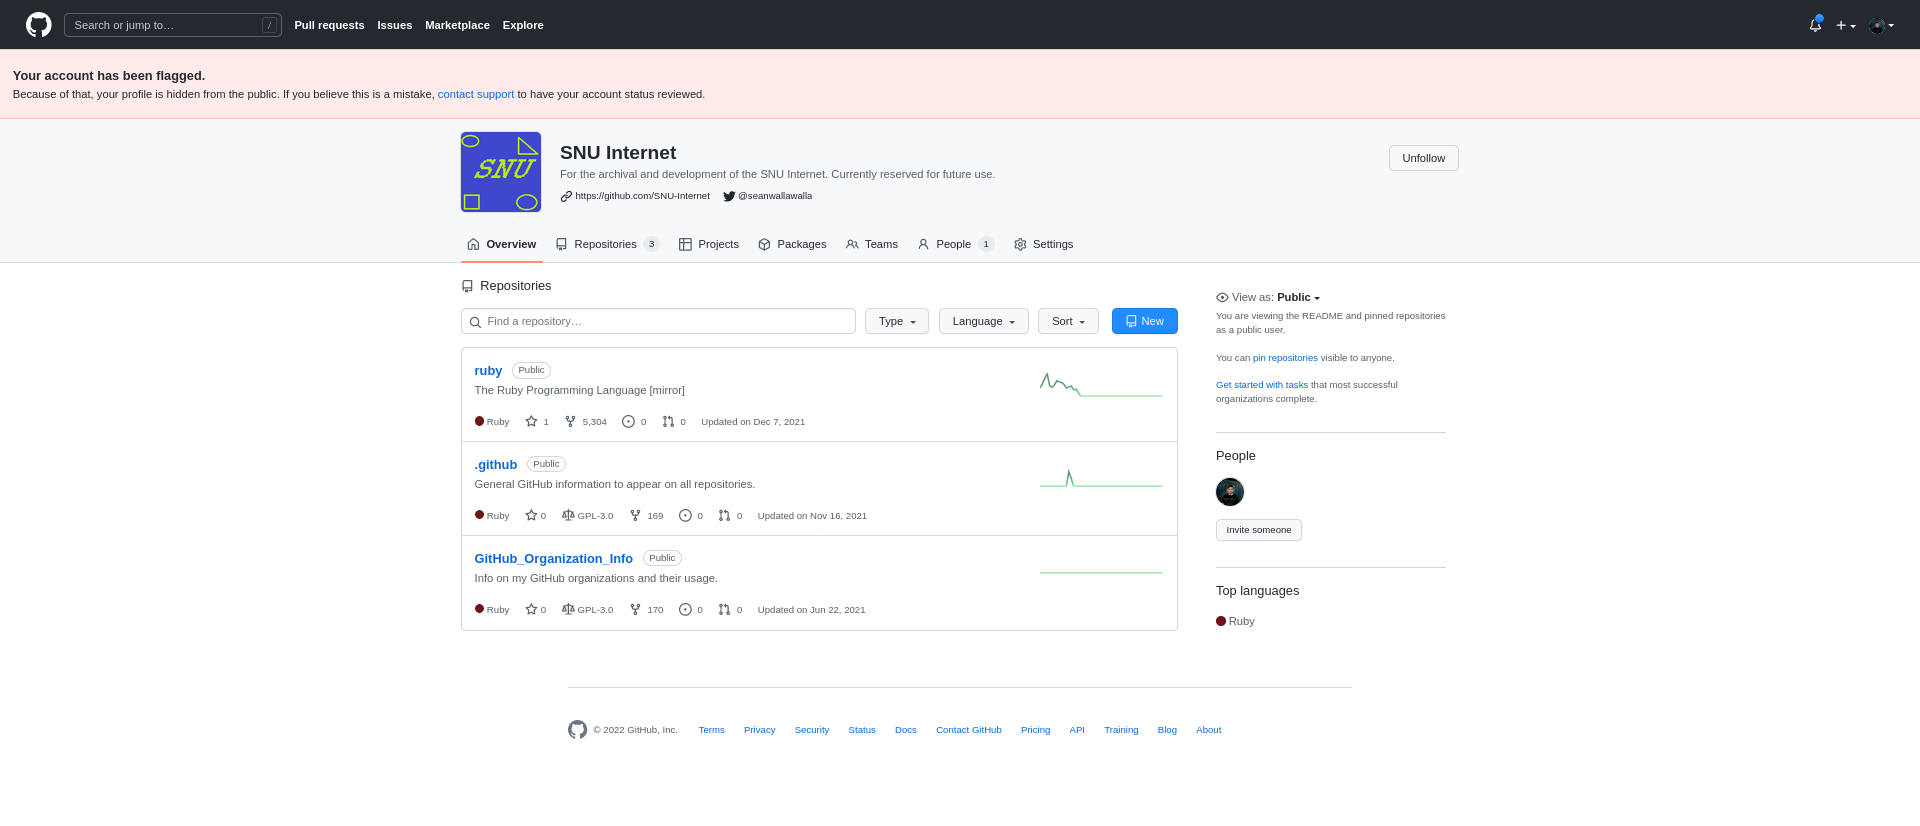 Search or jump to… /
Pull requests Issues Marketplace Explore
Your account has been flagged.
Because of that, your profile is hidden from the public. If you believe this is a mistake, contact support to have your account status reviewed.
SNU
SNU Internet
Unfollow
For the archival and development of the SNU Internet. Currently reserved for future use.
https://github.com/SNU-Internet @seanwallawalla
Overview Repositories 3 Projects Packages Teams People 1 Settings
Repositories
Find a repository… Type Language Sort New
ruby Public
The Ruby Programming Language [mirror]
Ruby 1 5,304 0 0 Updated on Dec 7, 2021
.github Public
General GitHub information to appear on all repositories.
Ruby 0 GPL-3.0 169 0 0 Updated on Nov 16, 2021
GitHub_Organization_Info Public
Info on my GitHub organizations and their usage.
Ruby 0 GPL-3.0 170 0 0 Updated on Jun 22, 2021
View as: Public
You are viewing the README and pinned repositories
as a public user.
You can pin repositories visible to anyone.
Get started with tasks that most successful
organizations complete.
People
Invite someone
Top languages
Ruby
© 2022 GitHub, Inc. Terms Privacy Security Status Docs Contact GitHub Pricing API Training Blog About